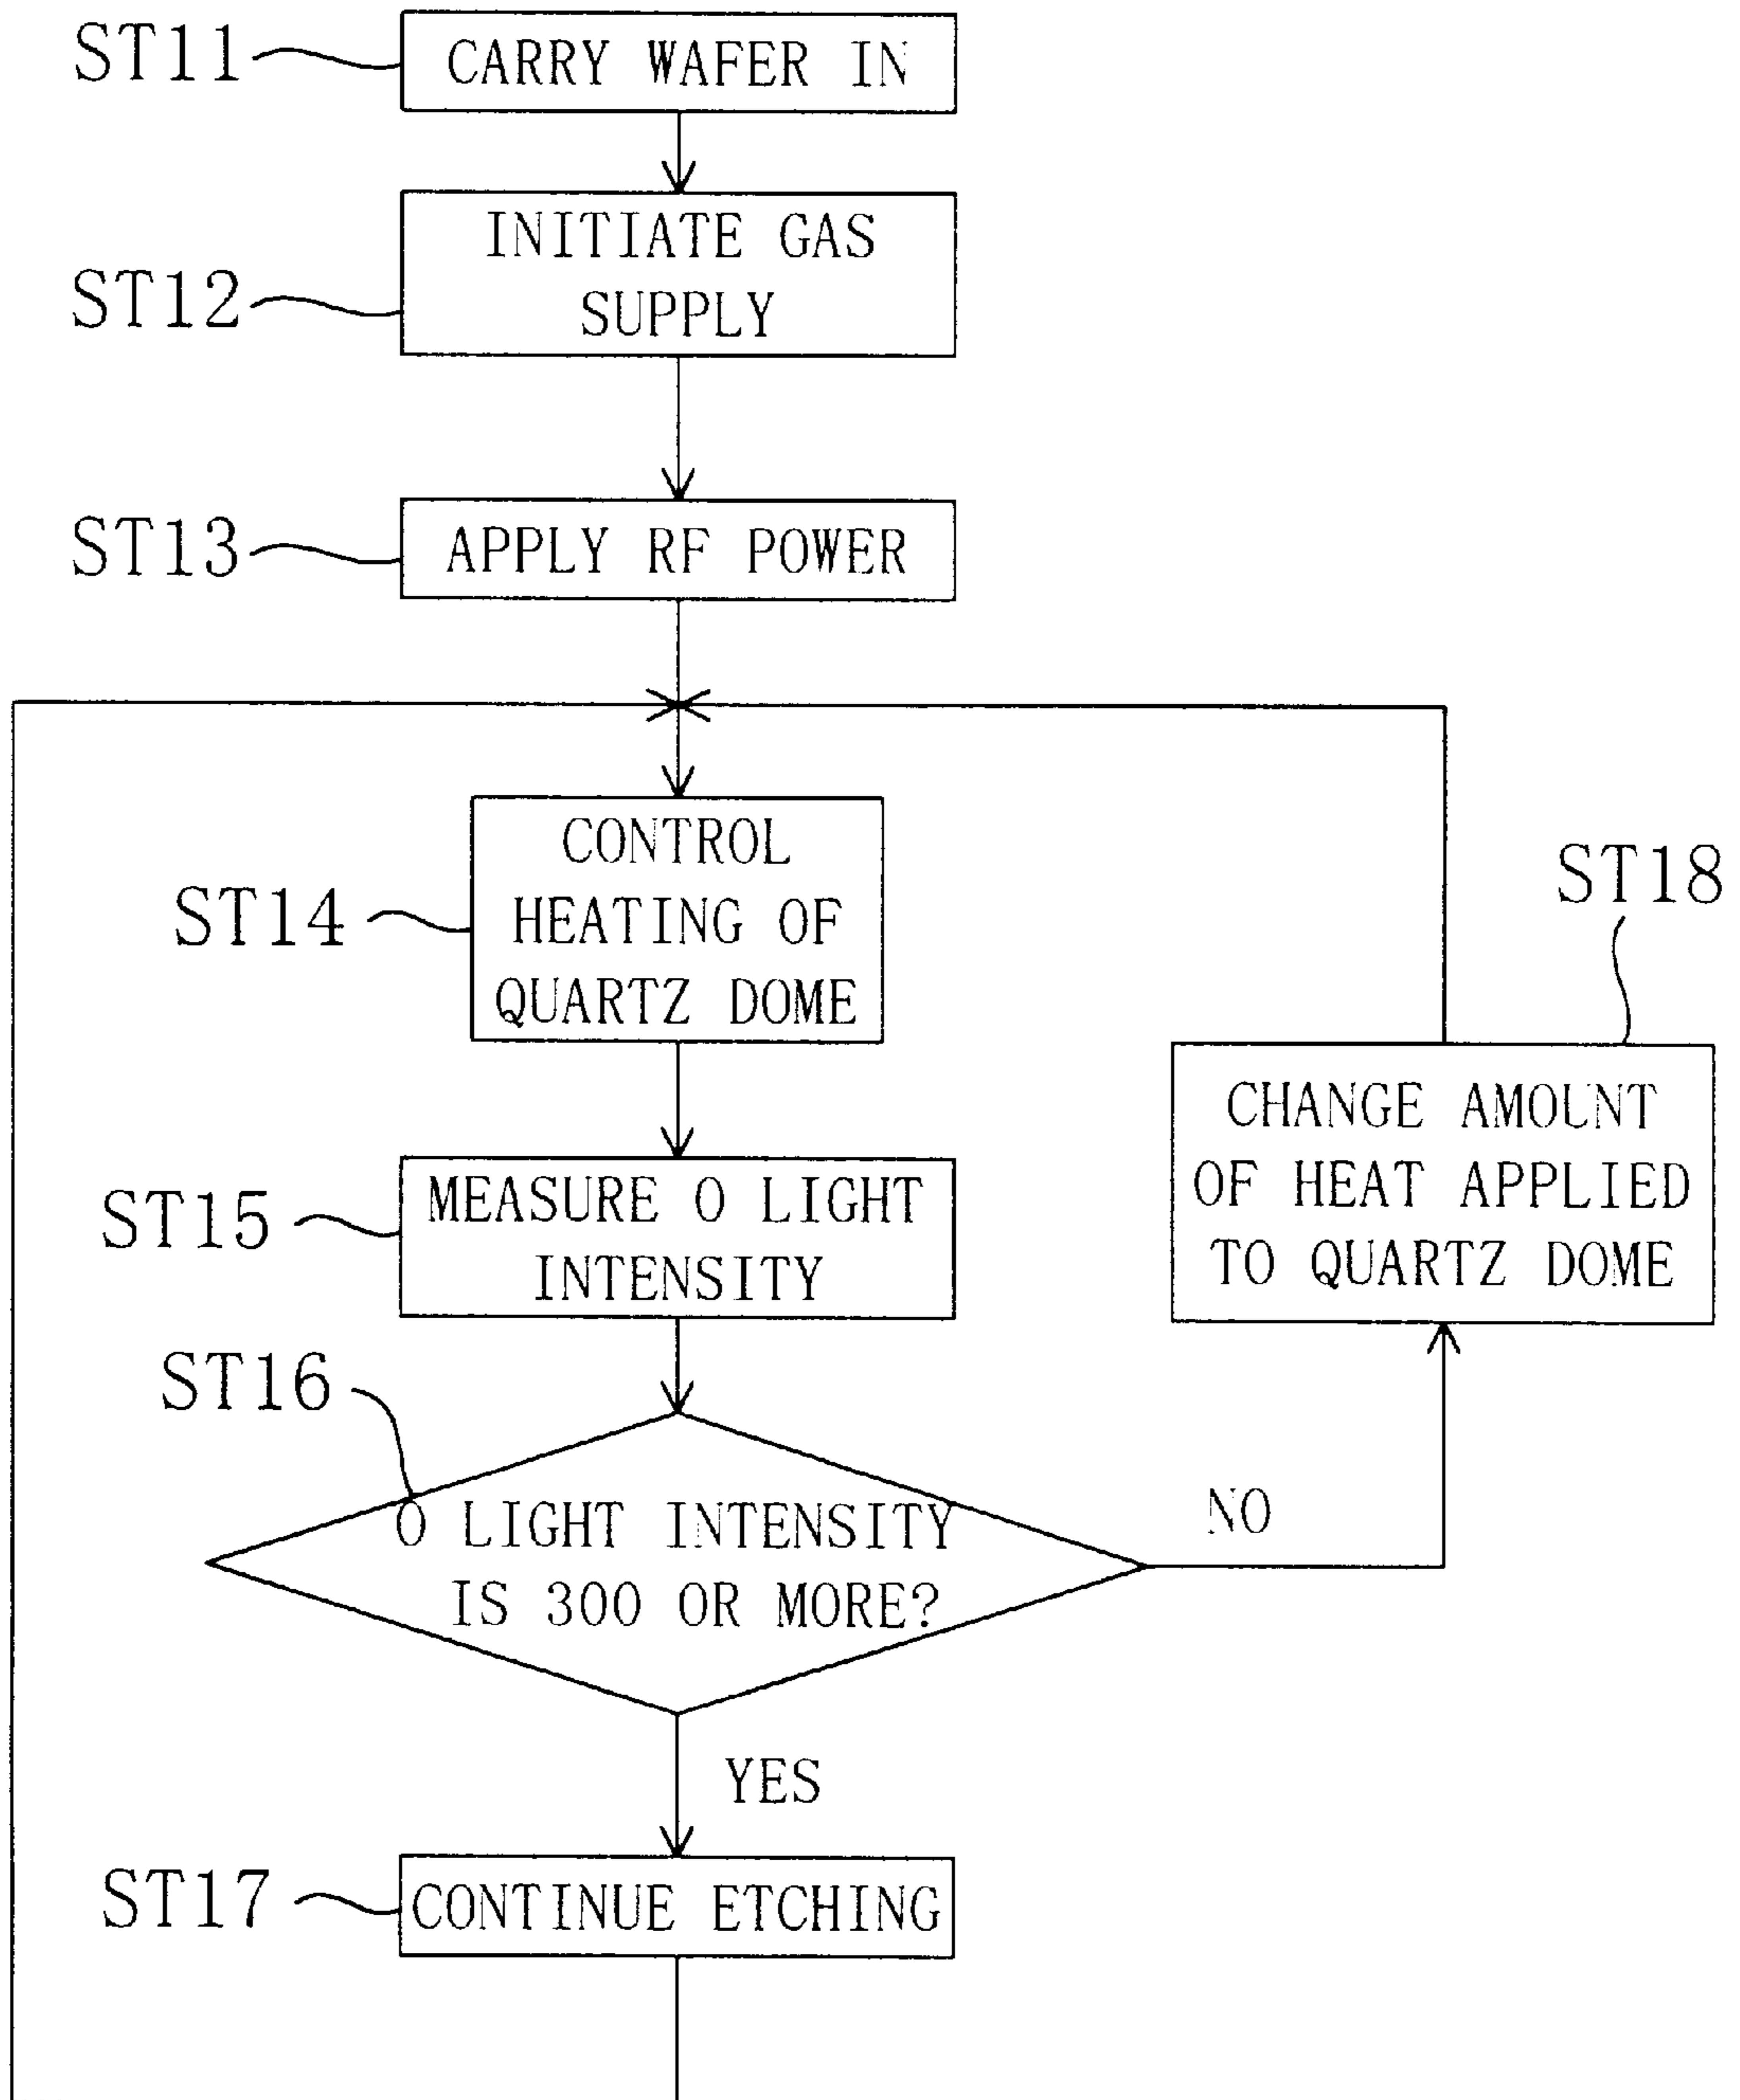 ST11
CARRY WAFER IN
ST12
INITIATE GAS
SUPPLY
ST13
APPLY RF POWER
ST14
CONTROL
HEATING OF
QUARTZ DOME
ST18
CHANGE AMOUNT
OF HEAT APPLIED
TO QUARTZ DOME
ST15
MEASURE O LIGHT
INTENSITY
ST16
O LIGHT INTENSITY
IS 300 OR MORE?
NO
YES
ST17
CONTINUE ETCHING